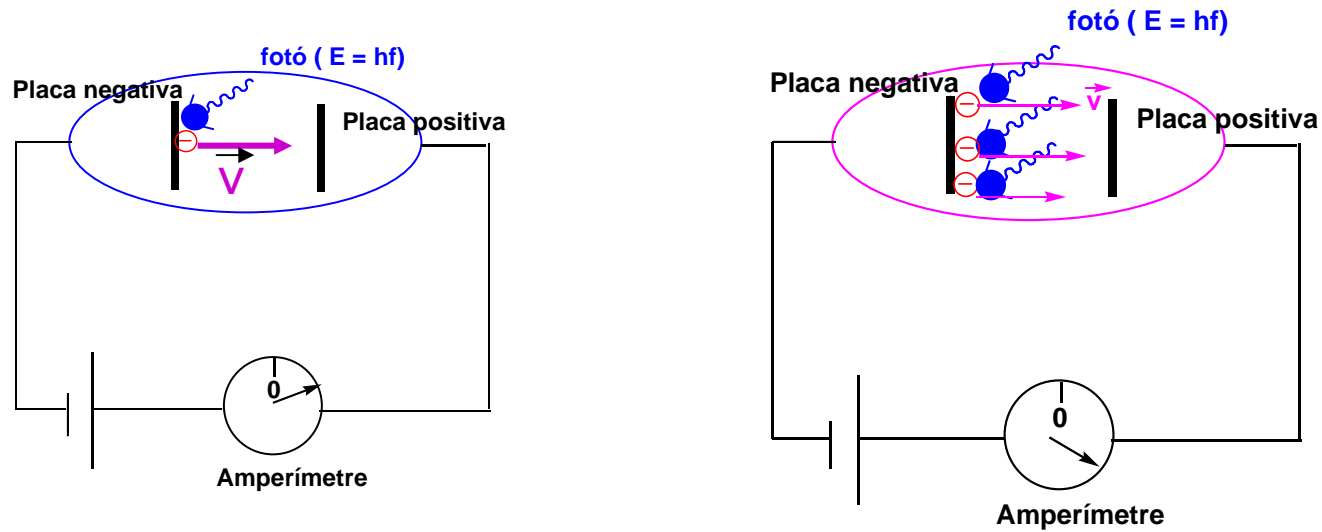 fotó ( E = hf)
Placa negativa
Placa positiva
−
V
0
Amperímetre
fotó ( E = hf)
Placa negativa
v
Placa positiva
−
−
−
0
Amperímetre